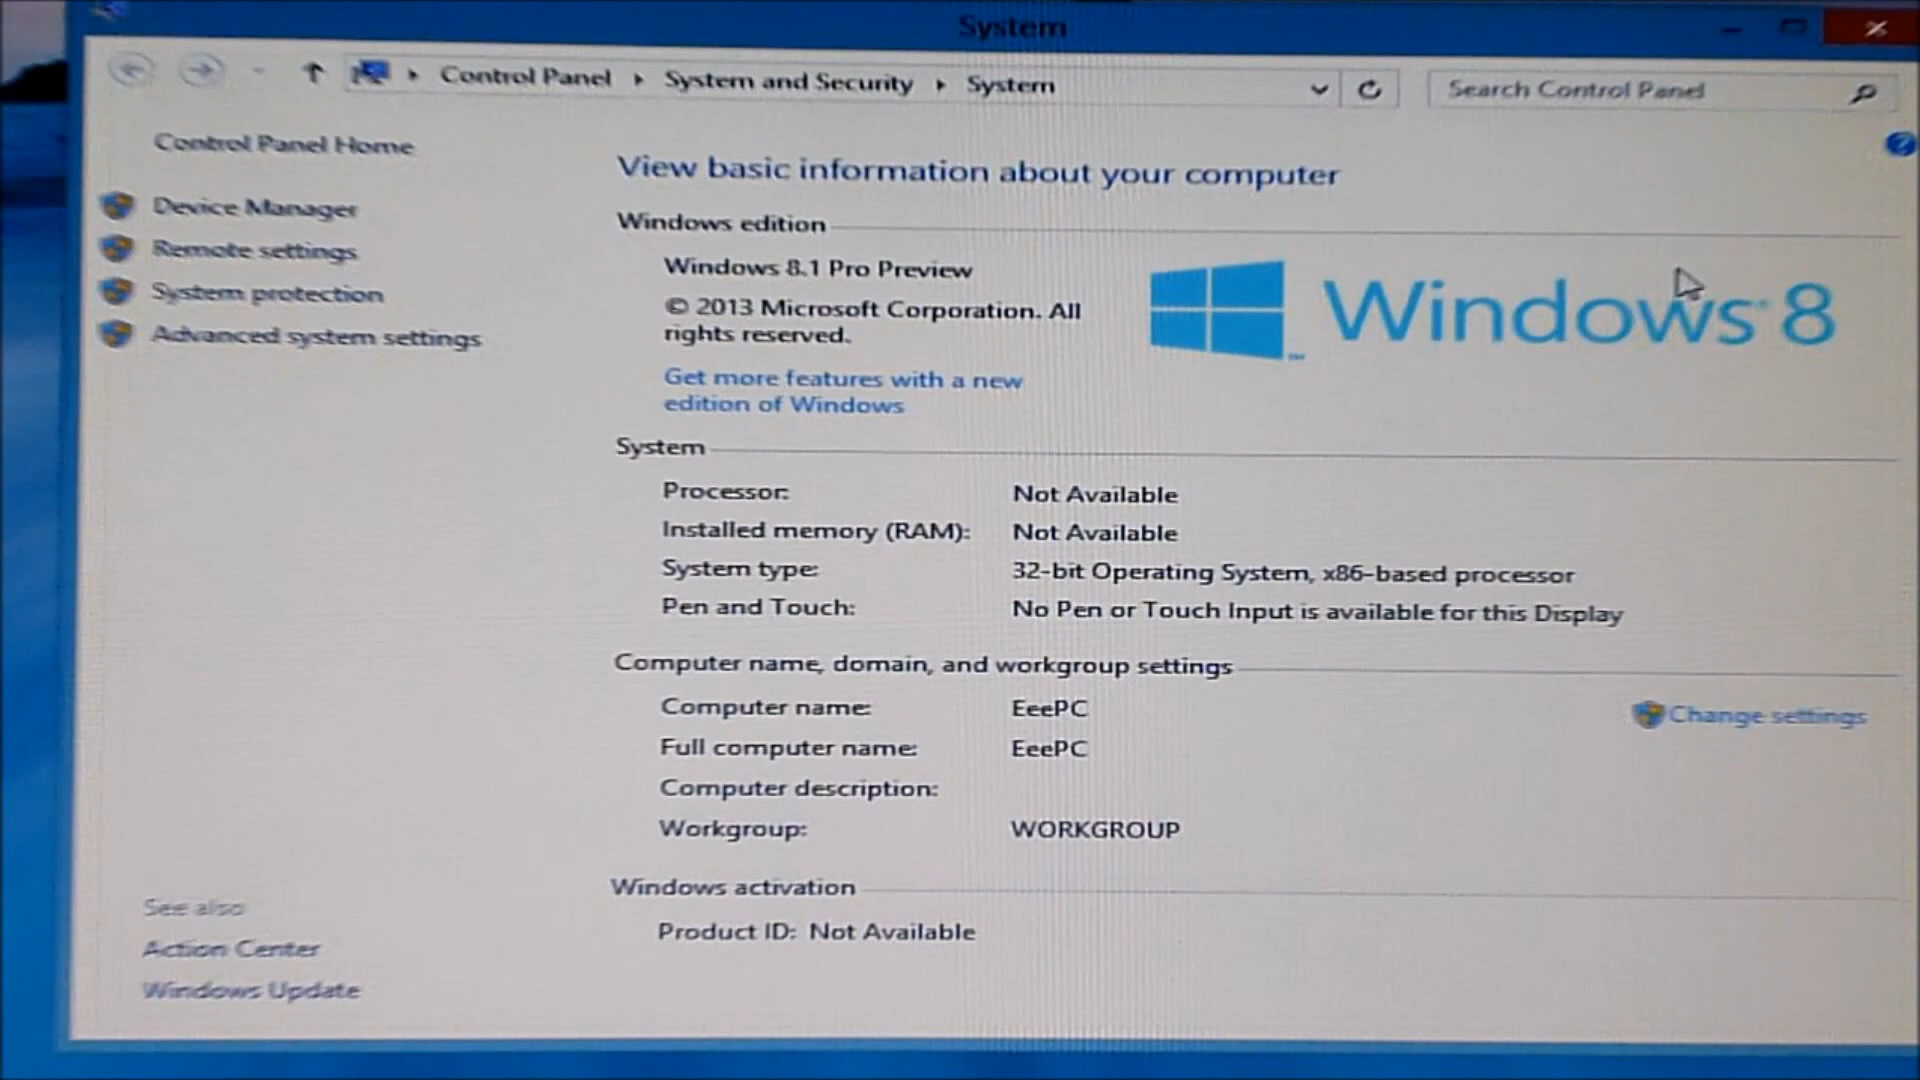 System
Control Panel System and Security System
Search Control Panel
Control Panel Home
Device Manager
Remote settings
System protection
Advanced system settings
View basic information about your computer
Windows edition
Windows 8.1 Pro Preview
© 2013 Microsoft Corporation. All
rights reserved.
Get more features with a new
edition of Windows
Windows 8
System
Processor: Not Available
Installed memory (RAM): Not Available
System type: 32-bit Operating System, x86-based processor
Pen and Touch: No Pen or Touch Input is available for this Display
Computer name, domain, and workgroup settings
Computer name: EeePC
Change settings
Full computer name: EeePC
Computer description:
Workgroup: WORKGROUP
Windows activation
Product ID: Not Available
See also
Action Center
Windows Update